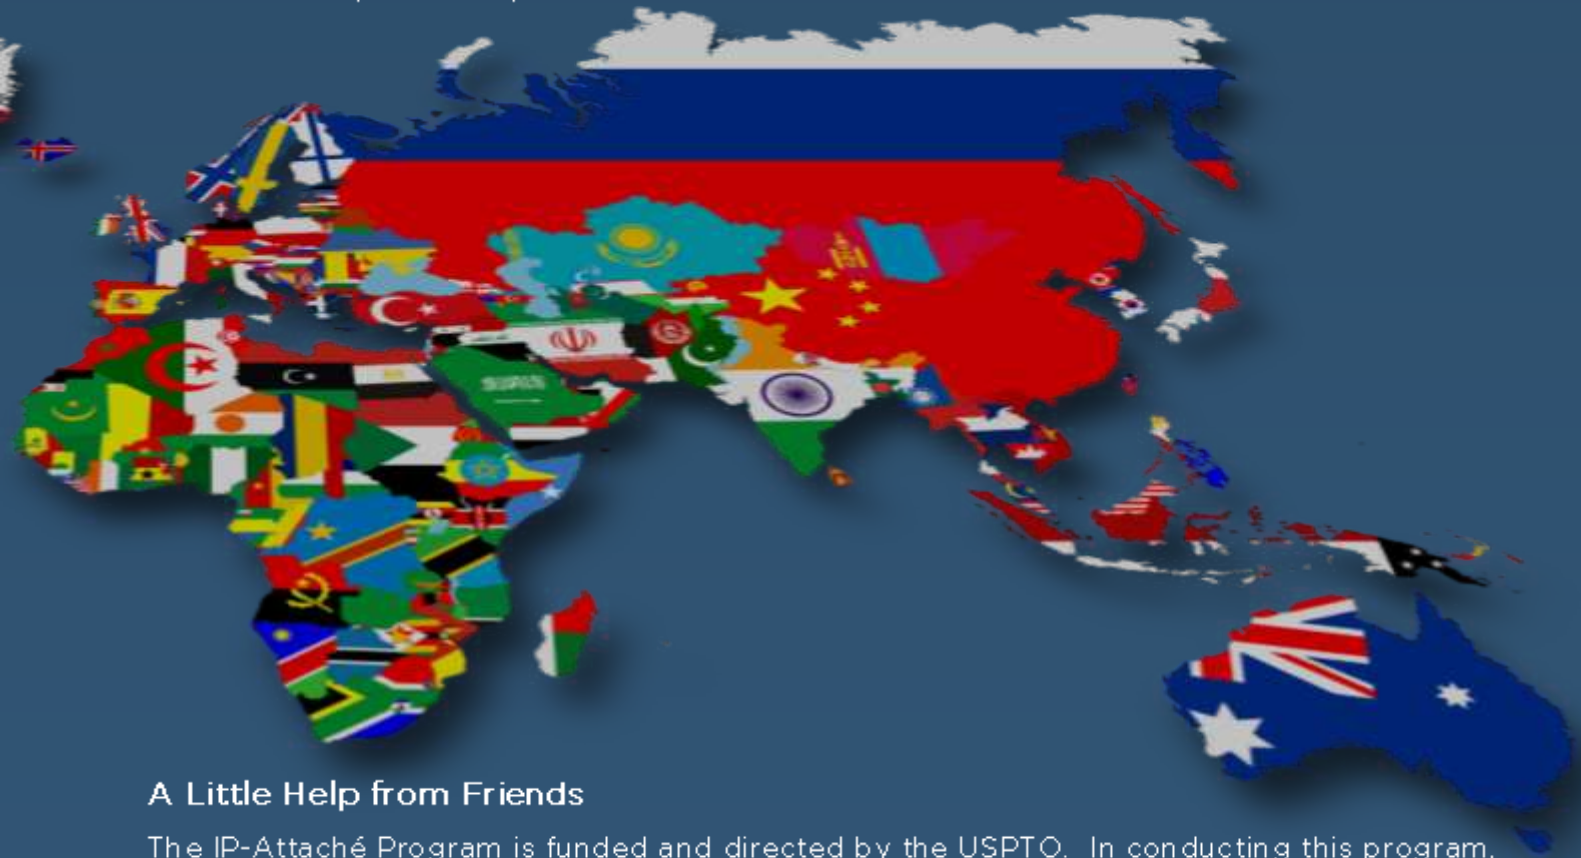 A Little Help from Friends
The IP-Attaché Program is funded and directed by the USPTO. In conducting this program,